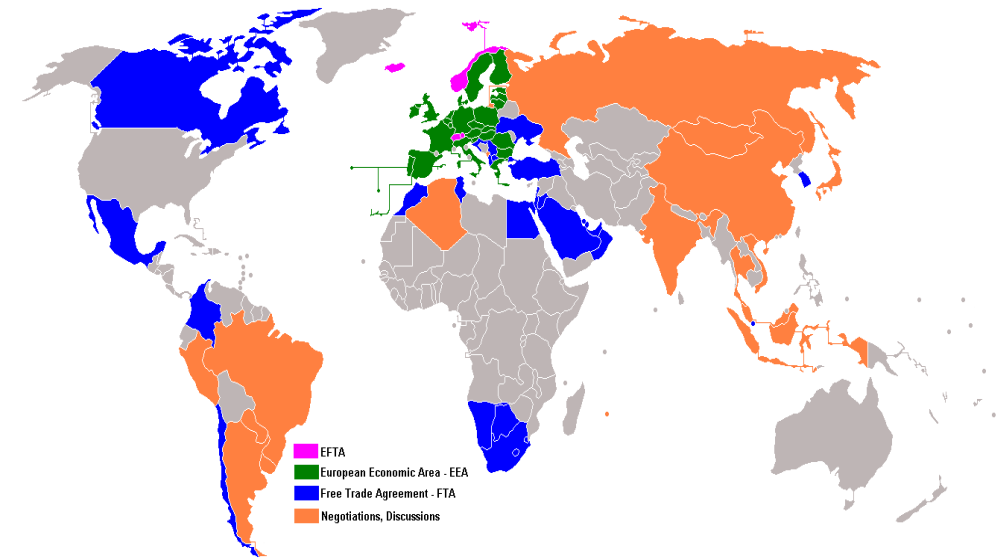 EFTA
European Economic Area - EEA
Free Trade Agreement - FTA
Negotiations, Discussions